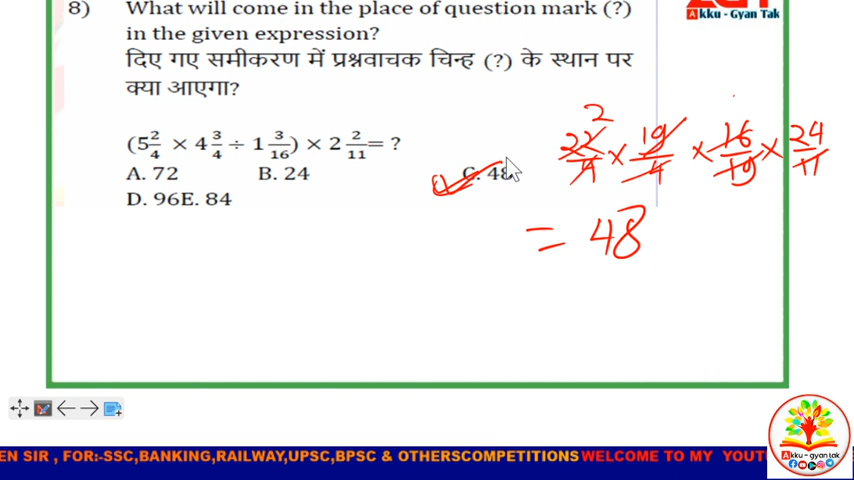 8) What will come in the place of question mark (?)
in the given expression?
दिए गए समीकरण में प्रश्नवाचक चिन्ह (?) के स्थान पर
क्या आएगा?
(5 2/4 × 4 3/4 ÷ 1 3/16) × 2 2/11 = ?
A. 72 B. 24 C. 48
D. 96E. 84
2
22/4 × 19/4 × 16/19 × 24/11
= 48
Akku - Gyan Tak
EN SIR , FOR:-SSC,BANKING,RAILWAY,UPSC,BPSC & OTHERSCOMPETITIONS WELCOME TO MY YOUT
Akku - gyan tak